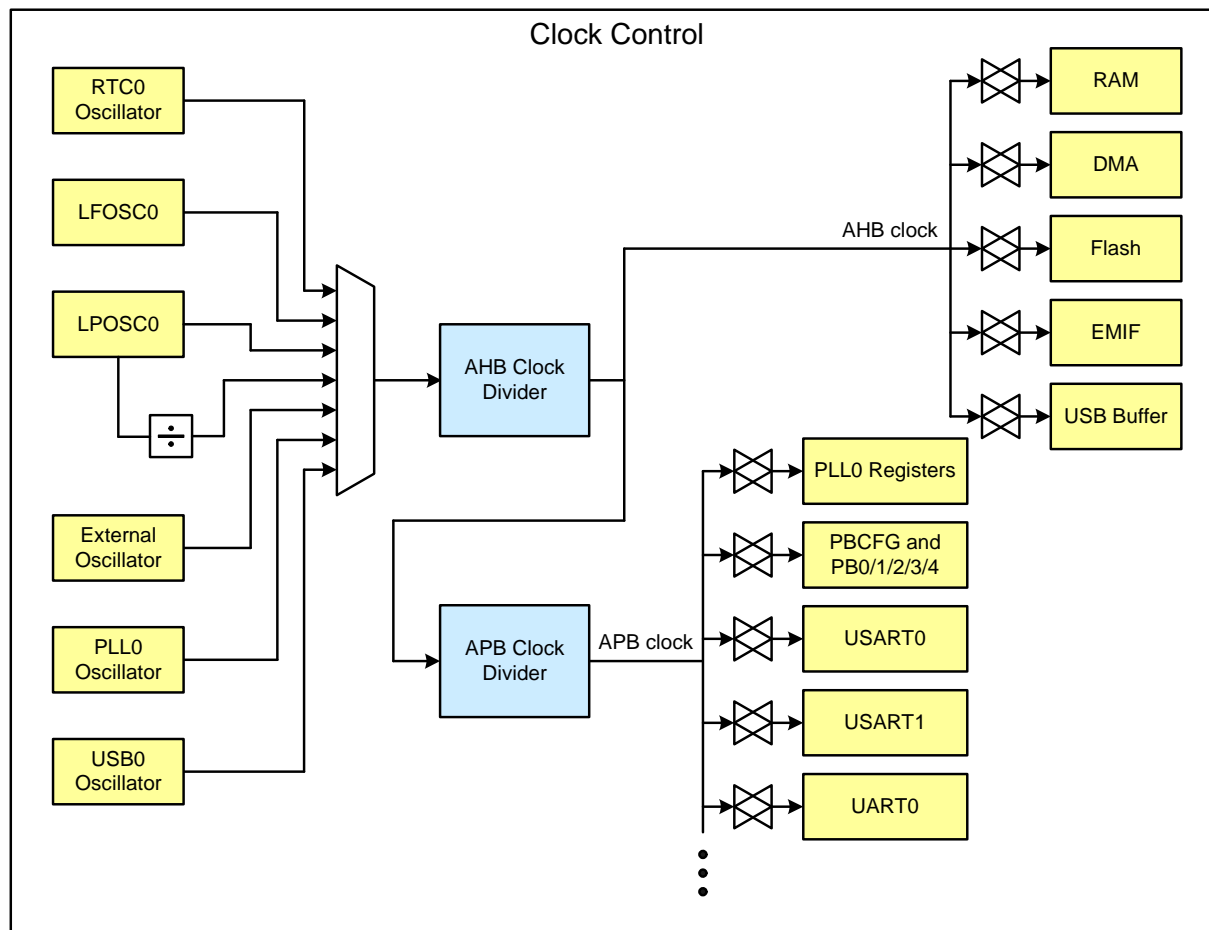 Clock Control
RTC0
Oscillator
LFOSC0
LPOSC0
÷
External
Oscillator
PLL0
Oscillator
USB0
Oscillator
AHB Clock
Divider
APB Clock
Divider
AHB clock
APB clock
RAM
DMA
Flash
EMIF
USB Buffer
PLL0 Registers
PBCFG and
PB0/1/2/3/4
USART0
USART1
UART0